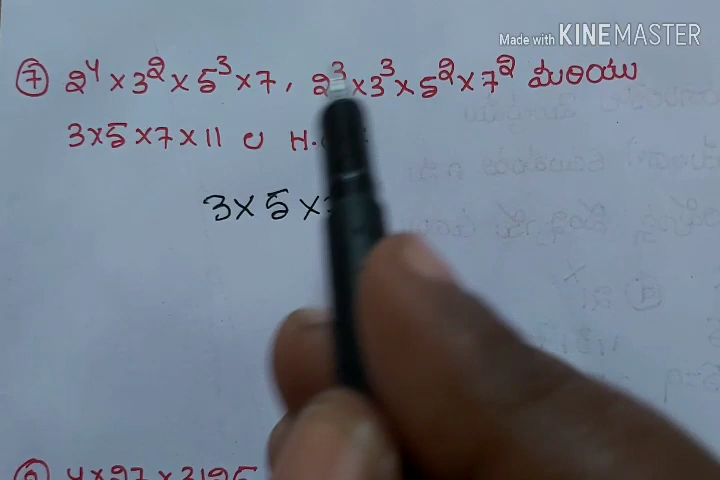 Made with KINEMASTER
⑦ 2⁴ × 3² × 5³ × 7, 2³ × 3³ × 5² × 7² మరియు
3 × 5 × 7 × 11 ల H.
3 × 5 ×